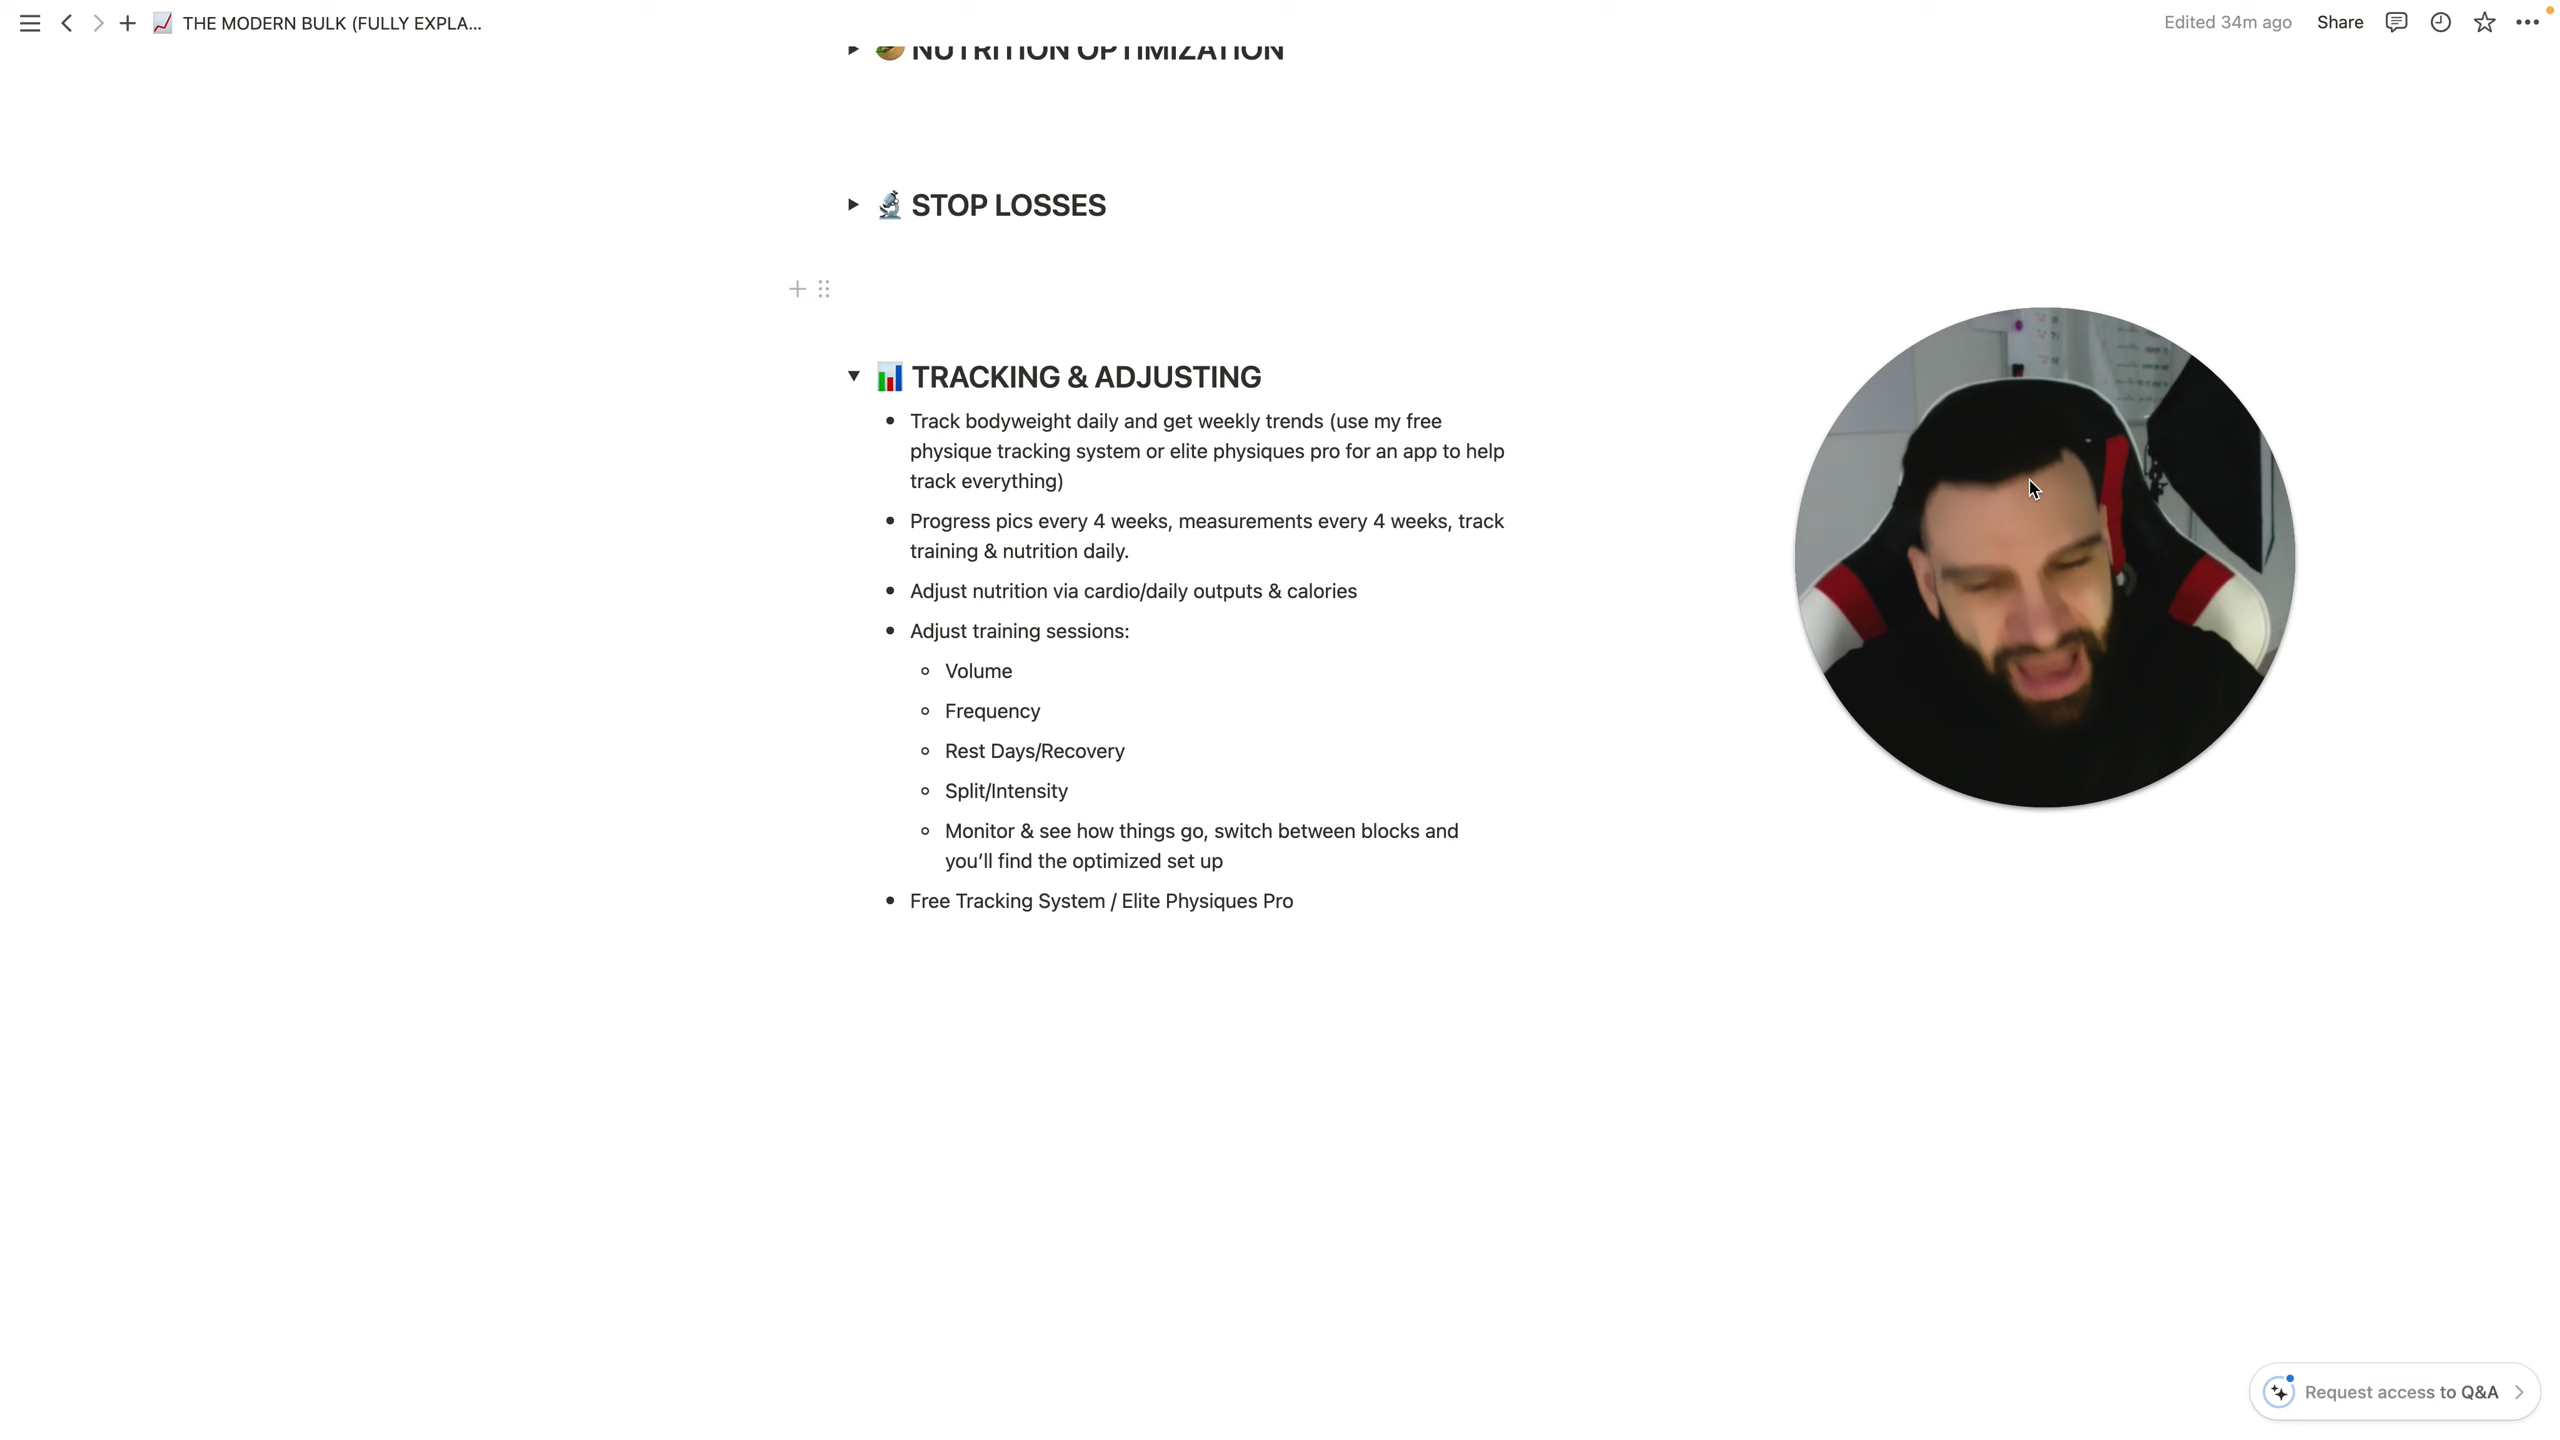 THE MODERN BULK (FULLY EXPLA...
Edited 34m ago
Share
NUTRITION OPTIMIZATION
STOP LOSSES
TRACKING & ADJUSTING
Track bodyweight daily and get weekly trends (use my free
physique tracking system or elite physiques pro for an app to help
track everything)
Progress pics every 4 weeks, measurements every 4 weeks, track
training & nutrition daily.
Adjust nutrition via cardio/daily outputs & calories
Adjust training sessions:
Volume
Frequency
Rest Days/Recovery
Split/Intensity
Monitor & see how things go, switch between blocks and
you’ll find the optimized set up
Free Tracking System / Elite Physiques Pro
Request access to Q&A